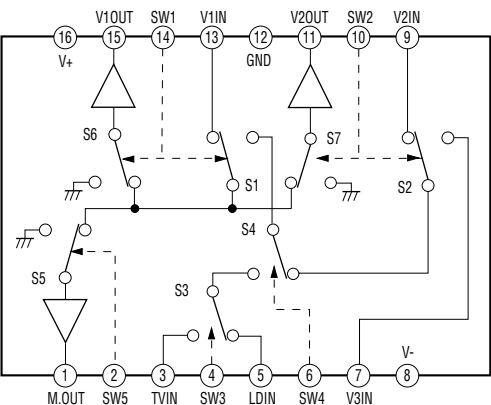 V1OUT SW1 V1IN V2OUT SW2 V2IN
16 15 14 13 12 11 10 9
V+ GND
S6 S7
S1 S2
S4
S5 S3
V-
1 2 3 4 5 6 7 8
M.OUT SW5 TVIN SW3 LDIN SW4 V3IN